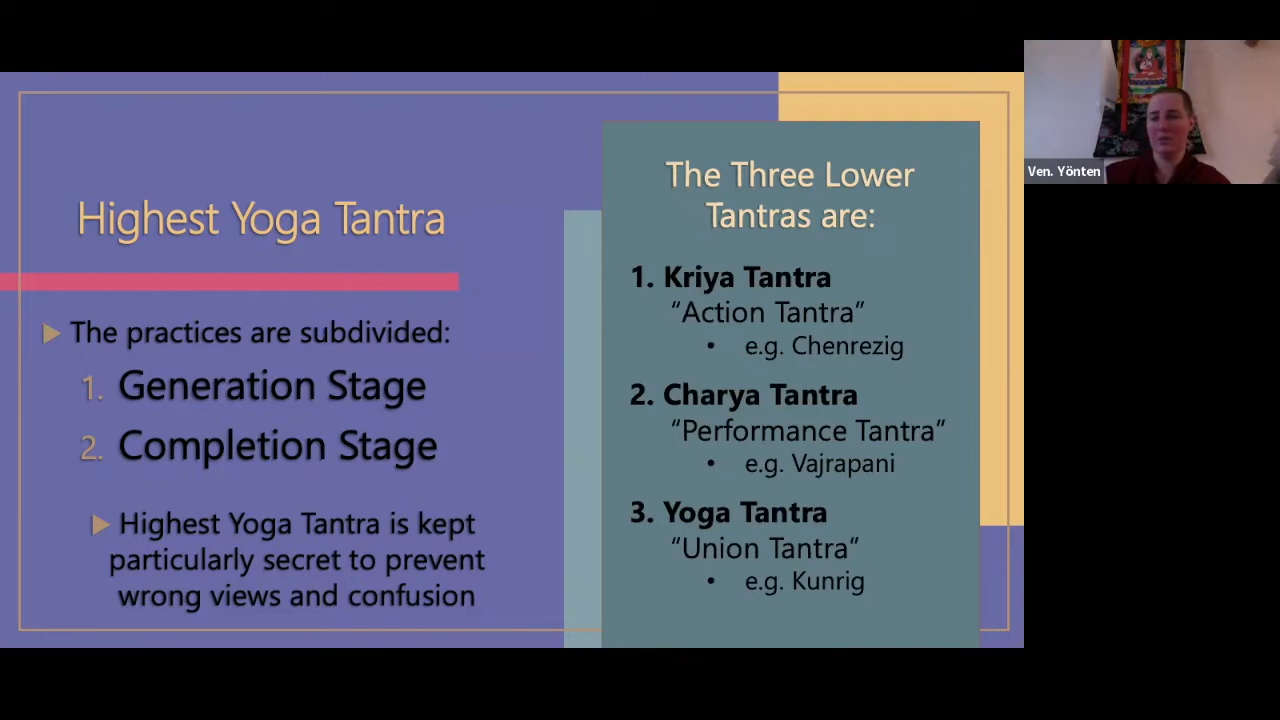 Highest Yoga Tantra
The practices are subdivided:
1. Generation Stage
2. Completion Stage
Highest Yoga Tantra is kept
particularly secret to prevent
wrong views and confusion
The Three Lower
Tantras are:
1. Kriya Tantra
“Action Tantra”
• e.g. Chenrezig
2. Charya Tantra
“Performance Tantra”
• e.g. Vajrapani
3. Yoga Tantra
“Union Tantra”
• e.g. Kunrig
Ven. Yönten